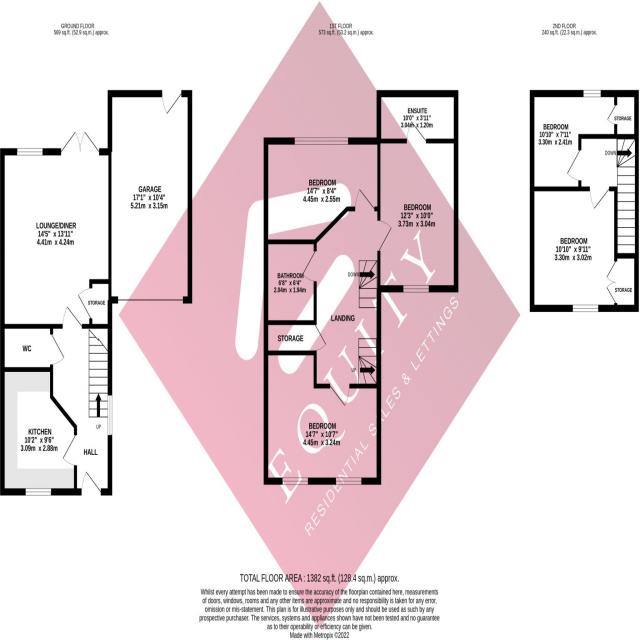 GROUND FLOOR
569 sq.ft. (52.9 sq.m.) approx.
1ST FLOOR
573 sq.ft. (53.2 sq.m.) approx.
2ND FLOOR
240 sq.ft. (22.3 sq.m.) approx.
GARAGE
17'1" x 10'4"
5.21m x 3.15m
LOUNGE/DINER
14'5" x 13'11"
4.41m x 4.24m
STORAGE
WC
KITCHEN
10'2" x 9'6"
3.09m x 2.88m
UP
HALL
ENSUITE
10'0" x 3'11"
3.04m x 1.20m
BEDROOM
14'7" x 8'4"
4.45m x 2.55m
BEDROOM
12'3" x 10'0"
3.73m x 3.04m
BATHROOM
6'8" x 6'4"
2.04m x 1.94m
DOWN
LANDING
STORAGE
UP
BEDROOM
14'7" x 10'7"
4.45m x 3.24m
BEDROOM
10'10" x 7'11"
3.30m x 2.41m
STORAGE
DOWN
BEDROOM
10'10" x 9'11"
3.30m x 3.02m
STORAGE
EQUITY
RESIDENTIAL SALES & LETTINGS
TOTAL FLOOR AREA : 1382 sq.ft. (128.4 sq.m.) approx.
Whilst every attempt has been made to ensure the accuracy of the floorplan contained here, measurements
of doors, windows, rooms and any other items are approximate and no responsibility is taken for any error,
omission or mis-statement. This plan is for illustrative purposes only and should be used as such by any
prospective purchaser. The services, systems and appliances shown have not been tested and no guarantee
as to their operability or efficiency can be given.
Made with Metropix ©2022